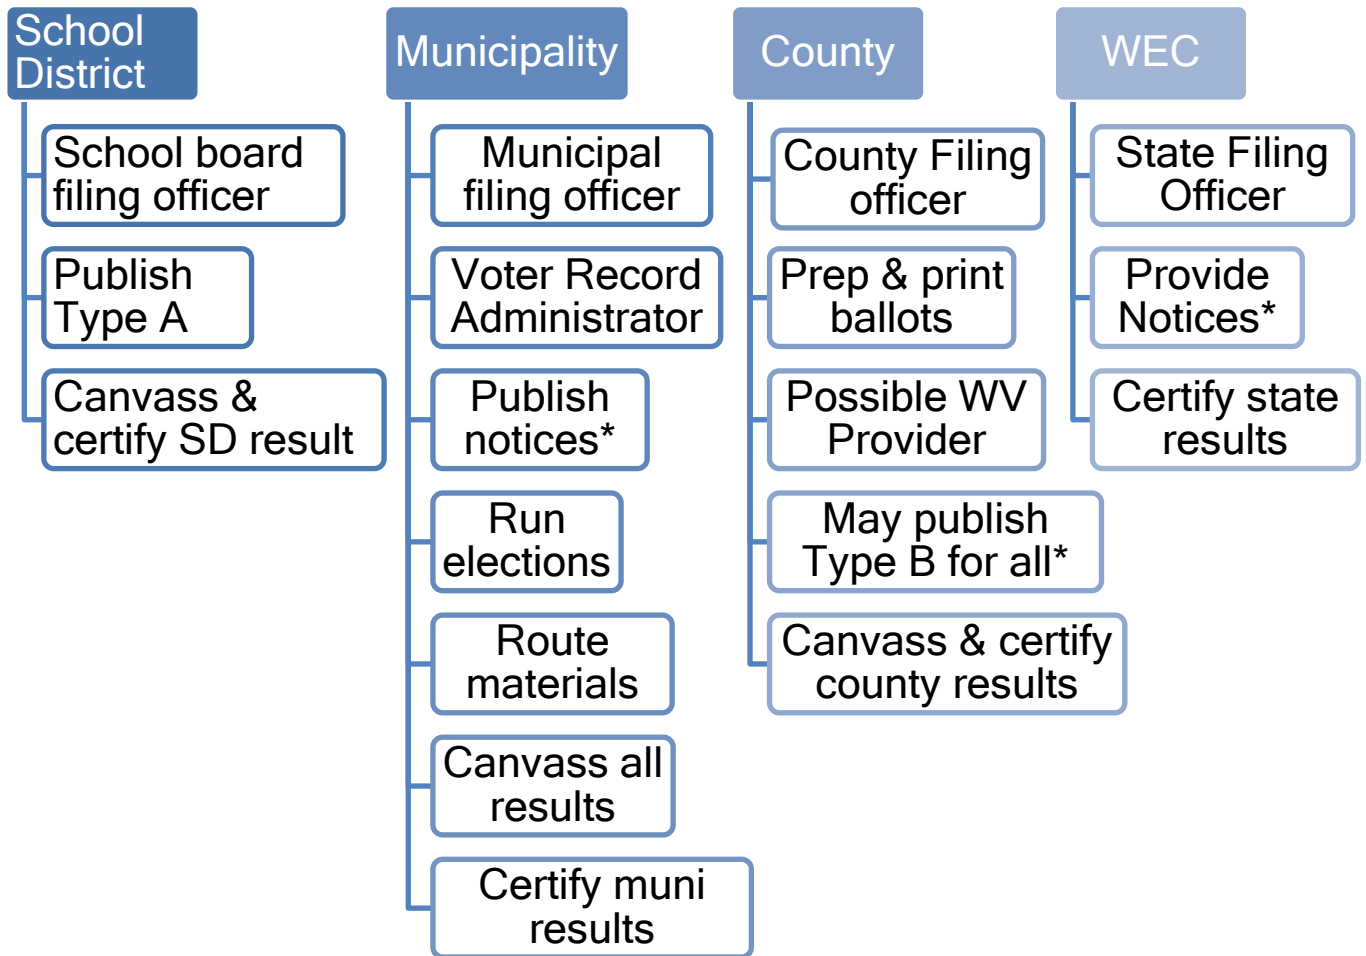 School
District
School board
filing officer
Publish
Type A
Canvass &
certify SD result
Municipality
Municipal
filing officer
Voter Record
Administrator
Publish
notices*
Run
elections
Route
materials
Canvass all
results
Certify muni
results
County
County Filing
officer
Prep & print
ballots
Possible WV
Provider
May publish
Type B for all*
Canvass & certify
county results
WEC
State Filing
Officer
Provide
Notices*
Certify state
results